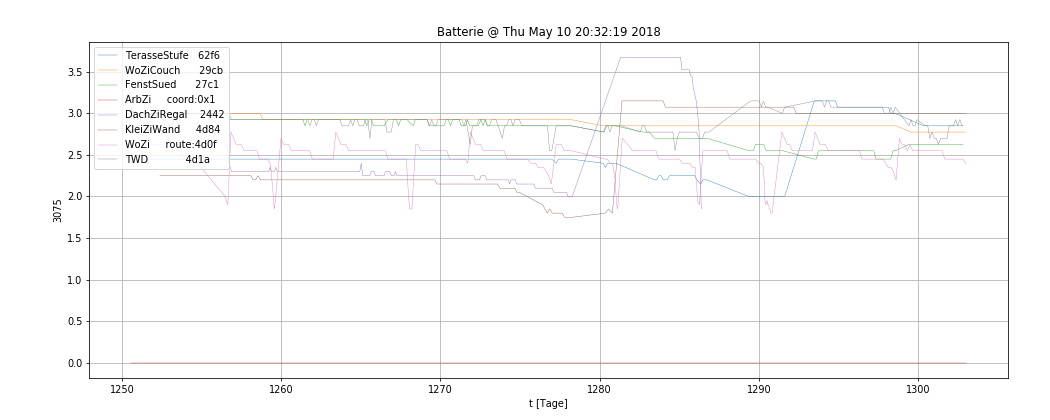 Batterie @ Thu May 10 20:32:19 2018
TerasseStufe 62f6
WoZiCouch 29cb
FenstSued 27c1
ArbZi coord:0x1
DachZiRegal 2442
KleiZiWand 4d84
WoZi route:4d0f
TWD 4d1a
3.5
3.0
2.5
2.0
1.5
1.0
0.5
0.0
3075
1250 1260 1270 1280 1290 1300
t [Tage]